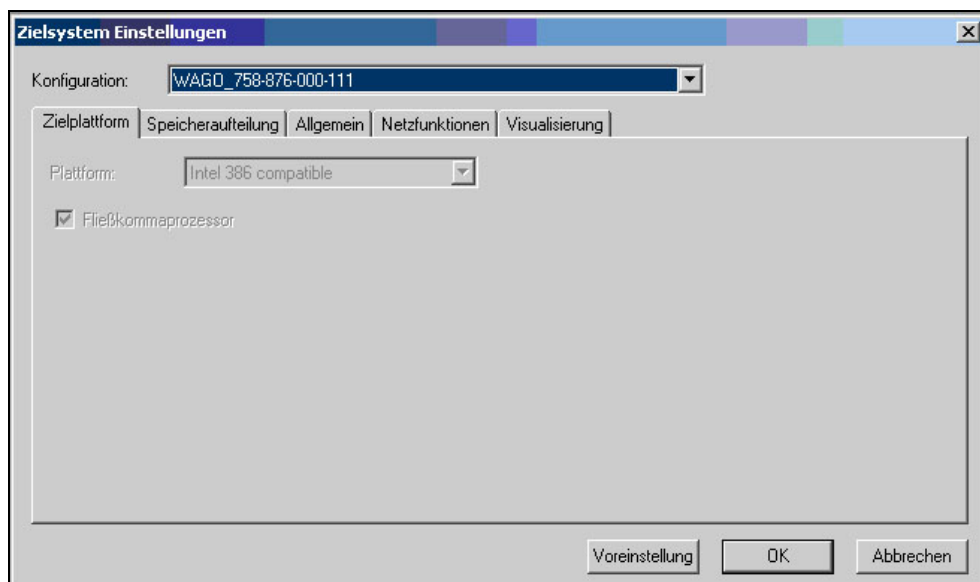 Zielsystem Einstellungen
Konfiguration: WAGO_758-876-000-111
Zielplattform Speicheraufteilung Allgemein Netzfunktionen Visualisierung
Plattform: Intel 386 compatible
Fließkommaprozessor
Voreinstellung OK Abbrechen